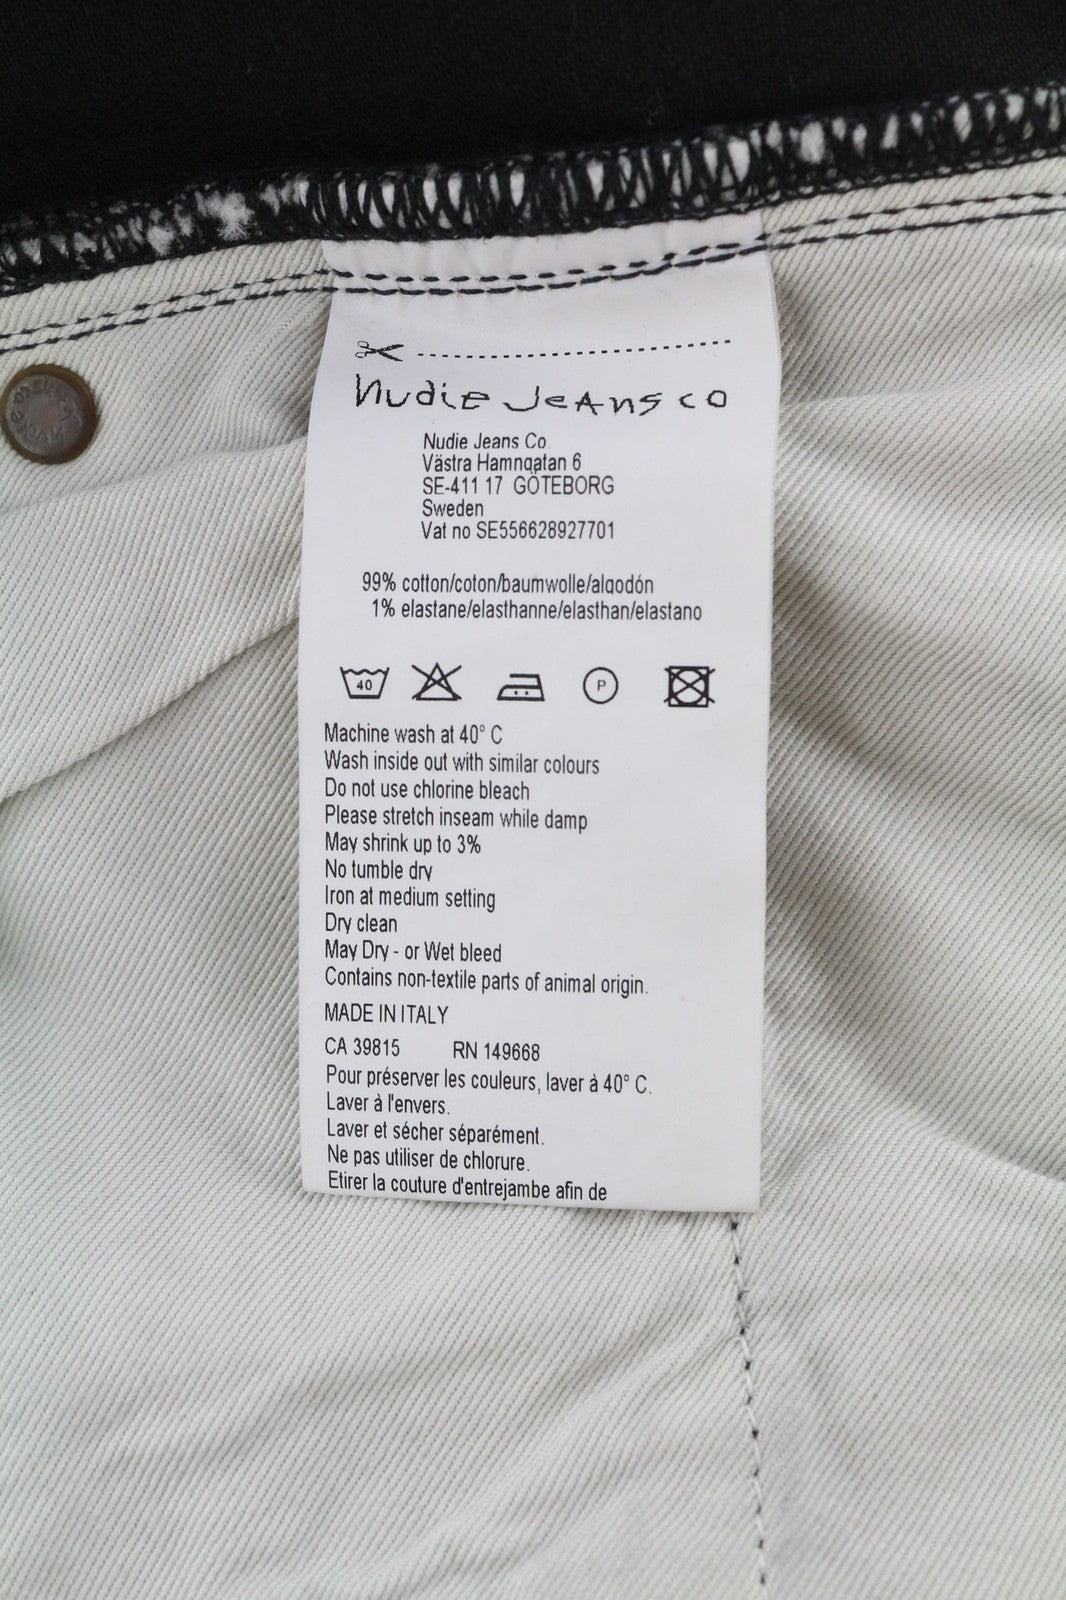 NUDIE JEANS CO
Nudie Jeans Co.
Västra Hamngatan 6
SE-411 17 GÖTEBORG
Sweden
Vat no SE556628927701
99% cotton/coton/baumwolle/algodón
1% elastane/elasthanne/elasthan/elastano
40 P
Machine wash at 40° C
Wash inside out with similar colours
Do not use chlorine bleach
Please stretch inseam while damp
May shrink up to 3%
No tumble dry
Iron at medium setting
Dry clean
May Dry - or Wet bleed
Contains non-textile parts of animal origin.
MADE IN ITALY
CA 39815 RN 149668
Pour préserver les couleurs, laver à 40° C.
Laver à l'envers.
Laver et sécher séparément.
Ne pas utiliser de chlorure.
Etirer la couture d'entrejambe afin de